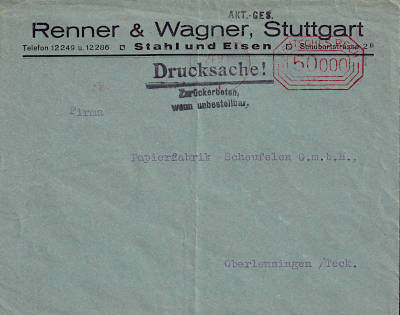 AKT.-GES.
Renner & Wagner, Stuttgart
Telefon 12249 u. 12286 □ Stahl und Eisen □ Schubartstrasse 2
Drucksache!
50000
Zurückerbeten,
wenn unbestellbar.
Firma
Papierfabrik Scheufelen G.m.b.H.,
Oberlenningen /Teck.